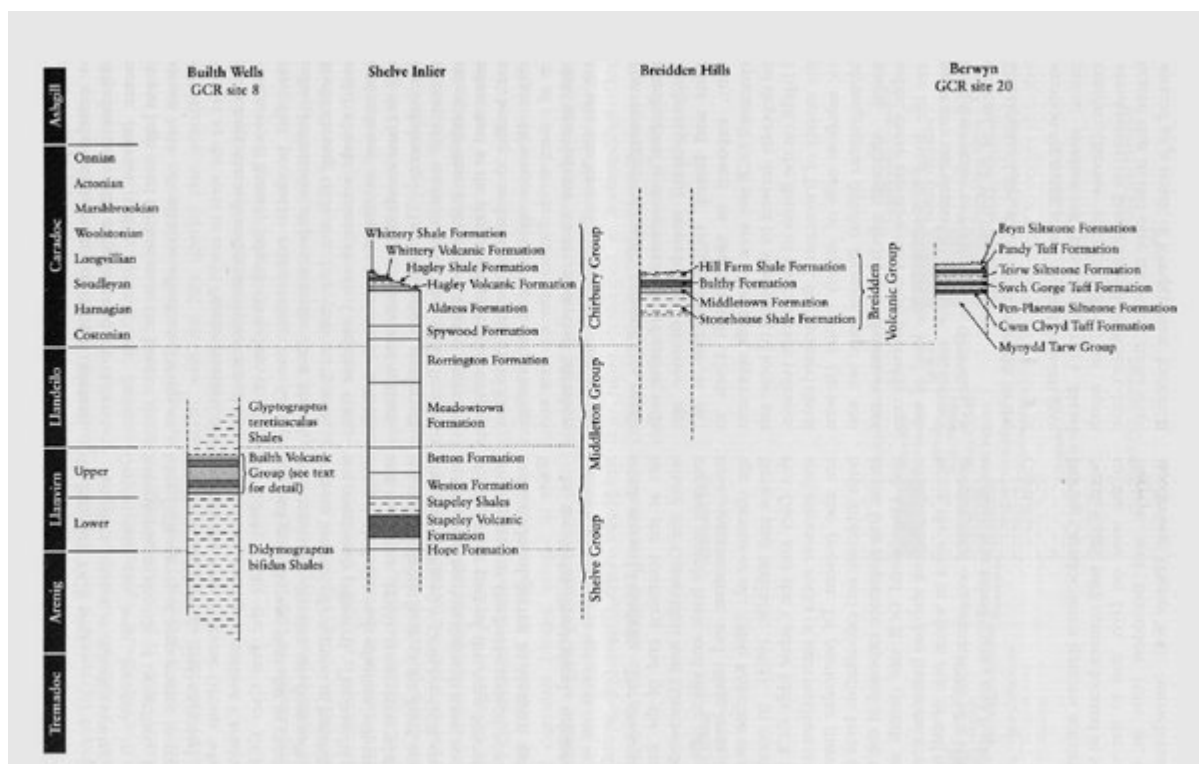 Builth Wells
GCR site 8
Shelve Inlier
Breidden Hills
Berwyn
GCR site 20
Ashgill
Caradoc
Llandeilo
Llanvirn
Arenig
Tremadoc
Onnian
Actonian
Marshbrookian
Woolstonian
Longvillian
Soudleyan
Harnagian
Costonian
Upper
Lower
Glyptograptus
teretiusculus
Shales
Builth Volcanic
Group (see text
for detail)
Didymograptus
bifidus Shales
Whittery Shale Formation
Whittery Volcanic Formation
Hagley Shale Formation
Hagley Volcanic Formation
Aldress Formation
Spywood Formation
Rorrington Formation
Meadowtown
Formation
Betton Formation
Weston Formation
Stapeley Shales
Stapeley Volcanic
Formation
Hope Formation
Chirbury Group
Middleton Group
Shelve Group
Hill Farm Shale Formation
Bulthy Formation
Middletown Formation
Stonehouse Shale Formation
Breidden
Volcanic Group
Bryn Siltstone Formation
Pandy Tuff Formation
Teirw Siltstone Formation
Swch Gorge Tuff Formation
Pen-Plaenau Siltstone Formation
Cwm Clwyd Tuff Formation
Mynydd Tarw Group